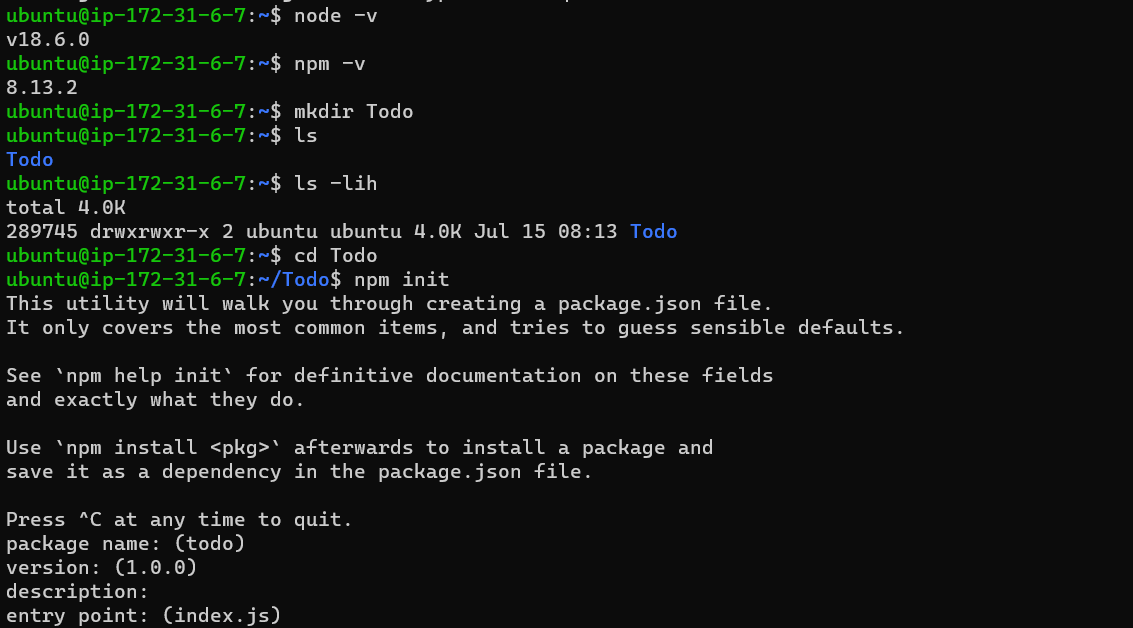 ubuntu@ip-172-31-6-7:~$ node -v
v18.6.0
ubuntu@ip-172-31-6-7:~$ npm -v
8.13.2
ubuntu@ip-172-31-6-7:~$ mkdir Todo
ubuntu@ip-172-31-6-7:~$ ls
Todo
ubuntu@ip-172-31-6-7:~$ ls -lih
total 4.0K
289745 drwxrwxr-x 2 ubuntu ubuntu 4.0K Jul 15 08:13 Todo
ubuntu@ip-172-31-6-7:~$ cd Todo
ubuntu@ip-172-31-6-7:~/Todo$ npm init
This utility will walk you through creating a package.json file.
It only covers the most common items, and tries to guess sensible defaults.

See `npm help init` for definitive documentation on these fields
and exactly what they do.

Use `npm install <pkg>` afterwards to install a package and
save it as a dependency in the package.json file.

Press ^C at any time to quit.
package name: (todo)
version: (1.0.0)
description:
entry point: (index.js)